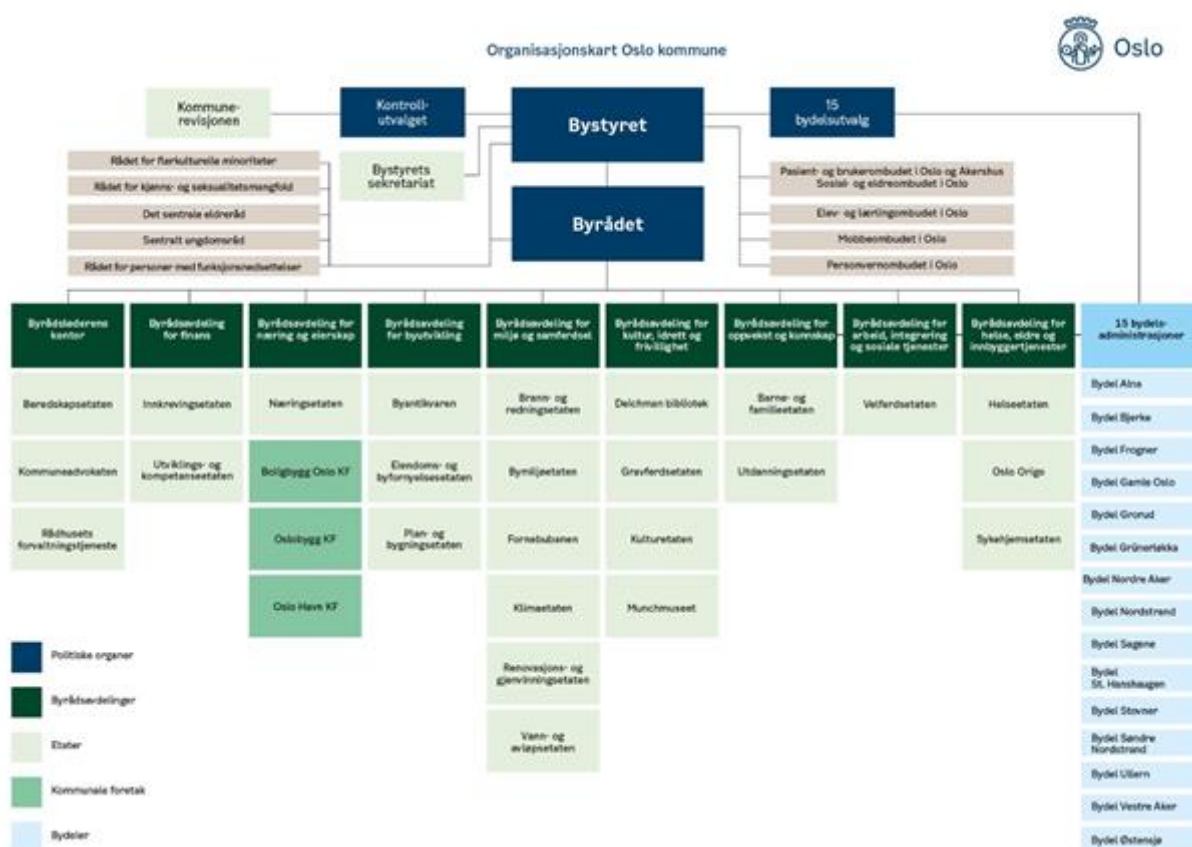 Organisasjonskart Oslo kommune
Oslo
Kommune-
revisjonen
Kontroll-
utvalget
Bystyret
15
bydelsutvalg
Rådet for flerkulturelle minoriteter
Rådet for kjønns- og seksualitetsmangfold
Det sentrale eldreråd
Sentralt ungdomsråd
Rådet for personer med funksjonsnedsettelser
Bystyrets
sekretariat
Byrådet
Pasient- og brukerombudet i Oslo og Akershus
Sosial- og eldreombudet i Oslo
Elev- og lærlingombudet i Oslo
Mobbeombudet i Oslo
Personvernombudet i Oslo
Byrådslederens
kontor
Beredskapsetaten
Kommuneadvokaten
Rådhusets
forvaltningstjeneste
Byrådsavdeling
for finans
Innkrevingsetaten
Utviklings- og
kompetanseetaten
Byrådsavdeling for
næring og eierskap
Næringsetaten
Boligbygg Oslo KF
Oslobygg KF
Oslo Havn KF
Byrådsavdeling
for byutvikling
Byantikvaren
Eiendoms- og
byfornyelsesetaten
Plan- og
bygningsetaten
Byrådsavdeling for
miljø og samferdsel
Brann- og
redningsetaten
Bymiljøetaten
Fornebubanen
Klimaetaten
Renovasjons- og
gjenvinningsetaten
Vann- og
avløpsetaten
Byrådsavdeling for
kultur, idrett og
frivillighet
Deichman bibliotek
Gravferdsetaten
Kulturetaten
Munchmuseet
Byrådsavdeling for
oppvekst og kunnskap
Barne- og
familieetaten
Utdanningsetaten
Byrådsavdeling for
arbeid, integrering
og sosiale tjenester
Velferdsetaten
Byrådsavdeling for
helse, eldre og
innbyggertjenester
Helseetaten
Oslo Origo
Sykehjemsetaten
15 bydels-
administrasjoner
Bydel Alna
Bydel Bjerke
Bydel Frogner
Bydel Gamle Oslo
Bydel Grorud
Bydel Grünerløkka
Bydel Nordre Aker
Bydel Nordstrand
Bydel Sagene
Bydel
St. Hanshaugen
Bydel Stovner
Bydel Søndre
Nordstrand
Bydel Ullern
Bydel Vestre Aker
Bydel Østensjø
Politiske organer
Byrådsavdelinger
Etater
Kommunale foretak
Bydeler